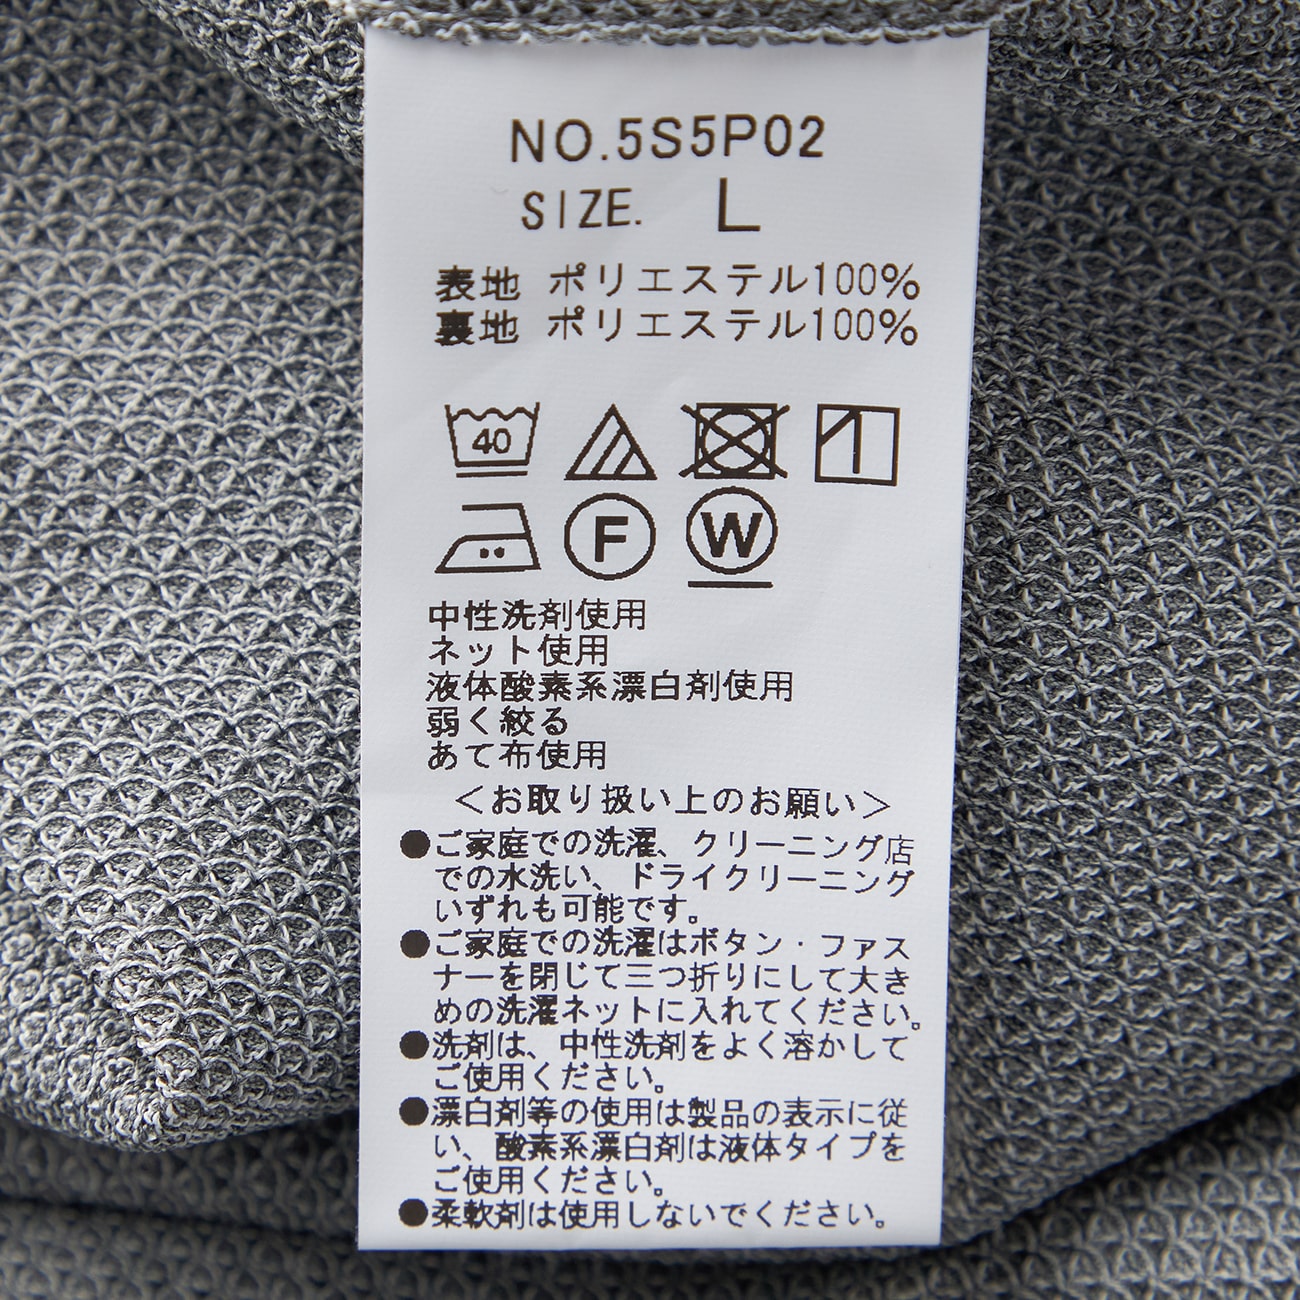 NO.5S5P02
SIZE. L
表地 ポリエステル100%
裏地 ポリエステル100%
40
F W
中性洗剤使用
ネット使用
液体酸素系漂白剤使用
弱く絞る
あて布使用
＜お取り扱い上のお願い＞
●ご家庭での洗濯、クリーニング店
での水洗い、ドライクリーニング
いずれも可能です。
●ご家庭での洗濯はボタン・ファス
ナーを閉じて三つ折りにして大き
めの洗濯ネットに入れてください。
●洗剤は、中性洗剤をよく溶かして
ご使用ください。
●漂白剤等の使用は製品の表示に従
い、酸素系漂白剤は液体タイプを
ご使用ください。
●柔軟剤は使用しないでください。